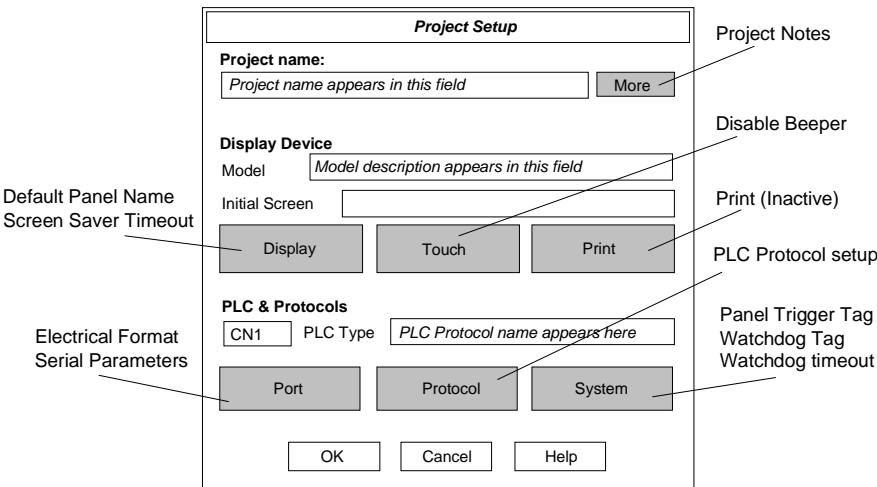 Project Setup
Project Notes
Project name:
Project name appears in this field
More
Disable Beeper
Display Device
Model
Model description appears in this field
Default Panel Name
Screen Saver Timeout
Initial Screen
Print (Inactive)
Display
Touch
Print
PLC Protocol setup
PLC & Protocols
CN1
PLC Type
PLC Protocol name appears here
Electrical Format
Serial Parameters
Panel Trigger Tag
Watchdog Tag
Watchdog timeout
Port
Protocol
System
OK
Cancel
Help